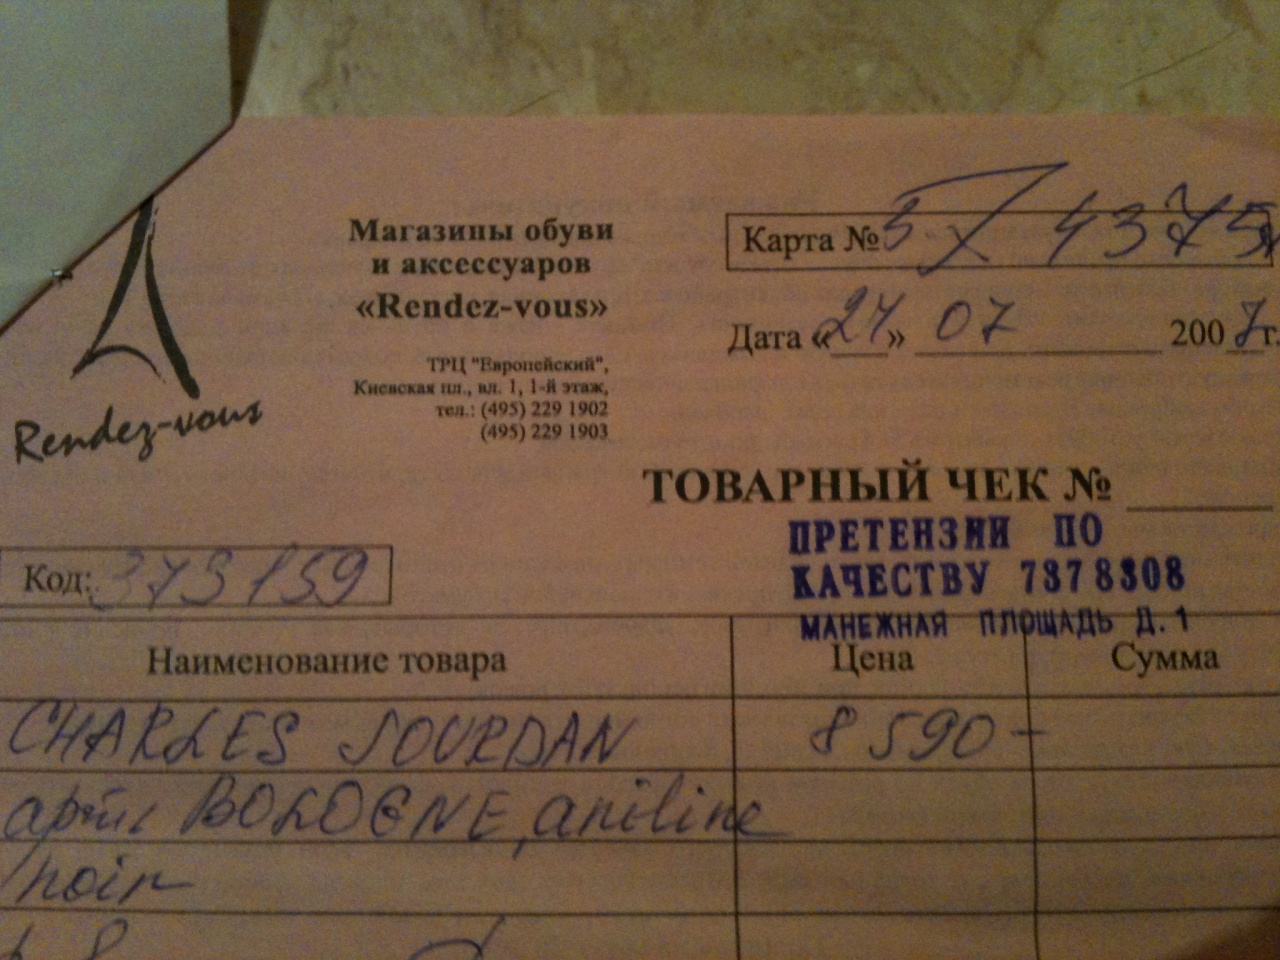 Rendez-vous
Магазины обуви
и аксессуаров
«Rendez-vous»
ТРЦ "Европейский",
Киевская пл., вл. 1, 1-й этаж,
тел.: (495) 229 1902
(495) 229 1903
Карта №
Дата «24» 07 2007г.
ТОВАРНЫЙ ЧЕК №
ПРЕТЕНЗИИ ПО
КАЧЕСТВУ 7378308
МАНЕЖНАЯ ПЛОЩАДЬ Д.1
Код: 373159
Наименование товара Цена Сумма
CHARLES JOURDAN 8590-
BOLOGNE, aniline
noir